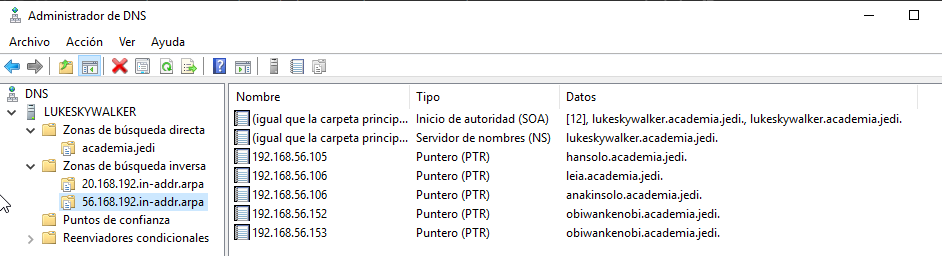 Administrador de DNS
Archivo Acción Ver Ayuda
DNS
LUKESKYWALKER
Zonas de búsqueda directa
academia.jedi
Zonas de búsqueda inversa
20.168.192.in-addr.arpa
56.168.192.in-addr.arpa
Puntos de confianza
Reenviadores condicionales
Nombre Tipo Datos
(igual que la carpeta princip... Inicio de autoridad (SOA) [12], lukeskywalker.academia.jedi., lukeskywalker.academia.jedi.
(igual que la carpeta princip... Servidor de nombres (NS) lukeskywalker.academia.jedi.
192.168.56.105 Puntero (PTR) hansolo.academia.jedi.
192.168.56.106 Puntero (PTR) leia.academia.jedi.
192.168.56.106 Puntero (PTR) anakinsolo.academia.jedi.
192.168.56.152 Puntero (PTR) obiwankenobi.academia.jedi.
192.168.56.153 Puntero (PTR) obiwankenobi.academia.jedi.